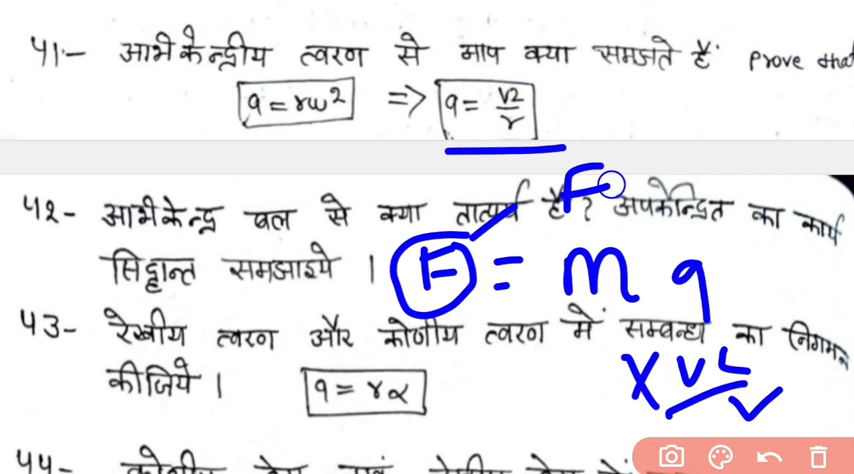 41- अभिकेन्द्रीय त्वरण से आप क्या समझते हैं Prove that
a = rω² => a = v2/r
42- अभिकेन्द्र बल से क्या तात्पर्य है? अपकेन्द्रित का कार्य
F
सिद्धान्त समझाइये ।
F = m a
43- रेखीय त्वरण और कोणीय त्वरण में सम्बन्ध का निगमन
कीजिये । a = rα
44-